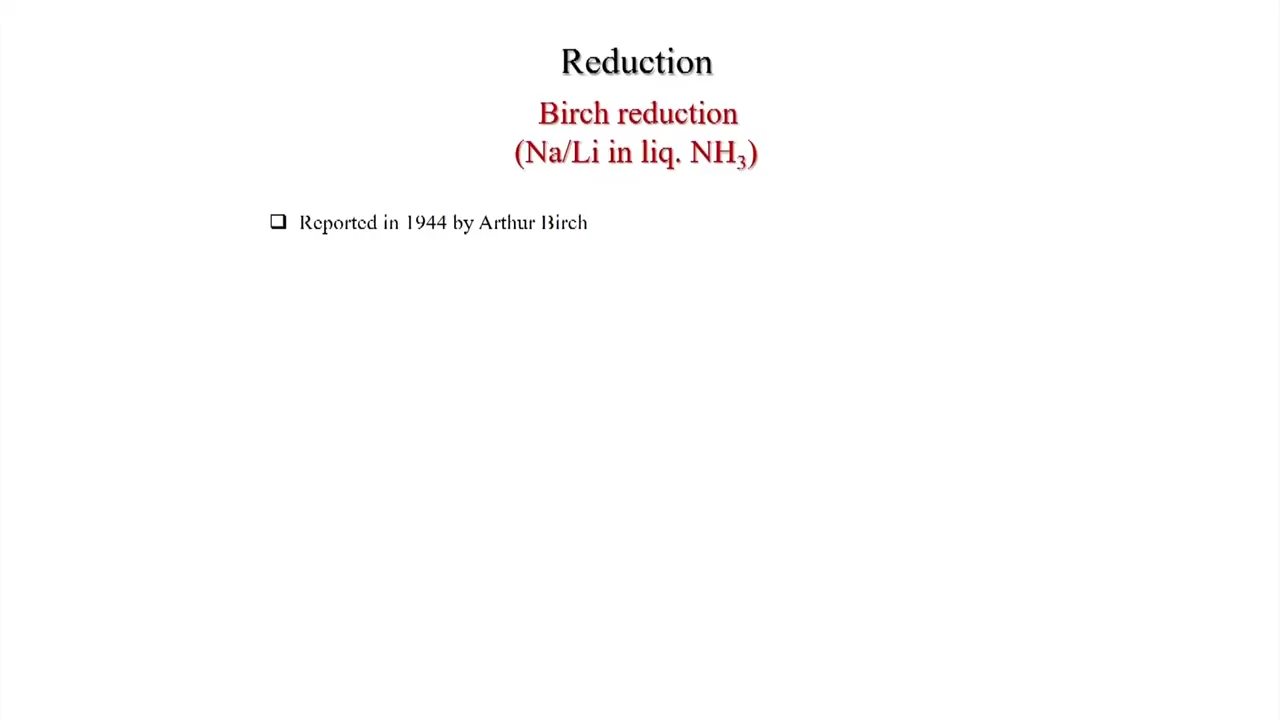 Reduction
Birch reduction
(Na/Li in liq. NH₃)
❑ Reported in 1944 by Arthur Birch